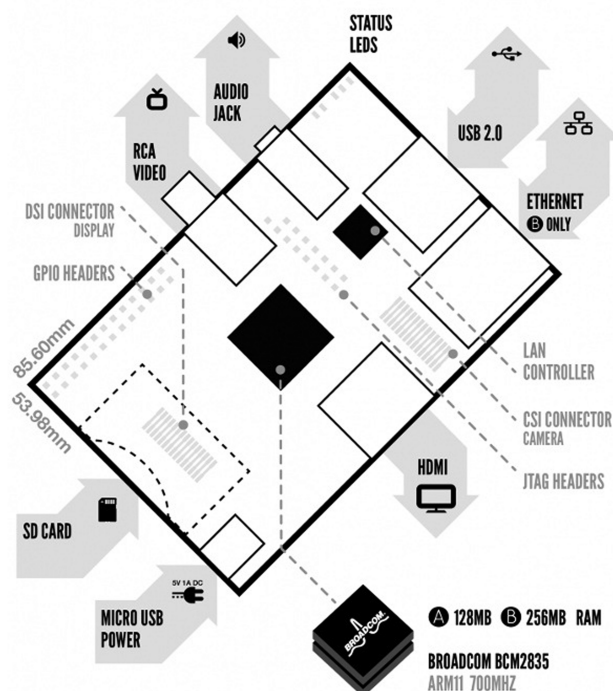 STATUS
LEDS
AUDIO
JACK
USB 2.0
RCA
VIDEO
ETHERNET
B ONLY
DSI CONNECTOR
DISPLAY
GPIO HEADERS
85.60mm
53.98mm
LAN
CONTROLLER
CSI CONNECTOR
CAMERA
JTAG HEADERS
HDMI
SD CARD
5V 1A DC
MICRO USB
POWER
BROADCOM
A 128MB B 256MB RAM
BROADCOM BCM2835
ARM11 700MHZ